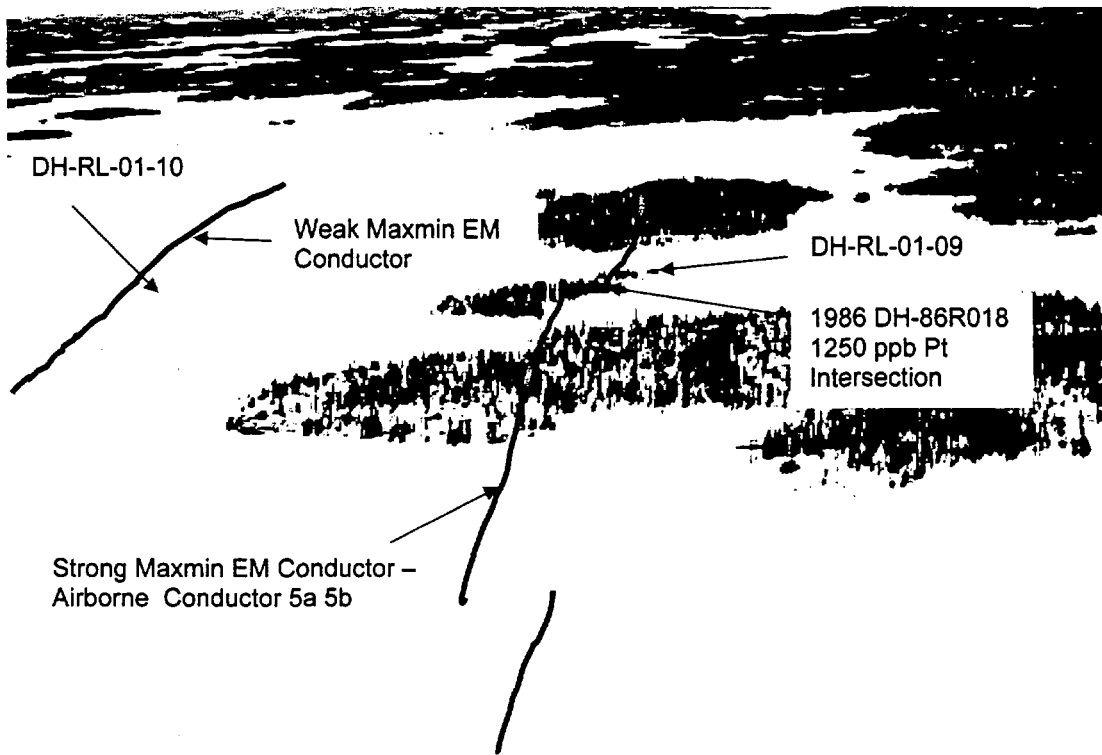 DH-RL-01-10
Weak Maxmin EM
Conductor
DH-RL-01-09
1986 DH-86R018
1250 ppb Pt
Intersection
Strong Maxmin EM Conductor –
Airborne Conductor 5a 5b